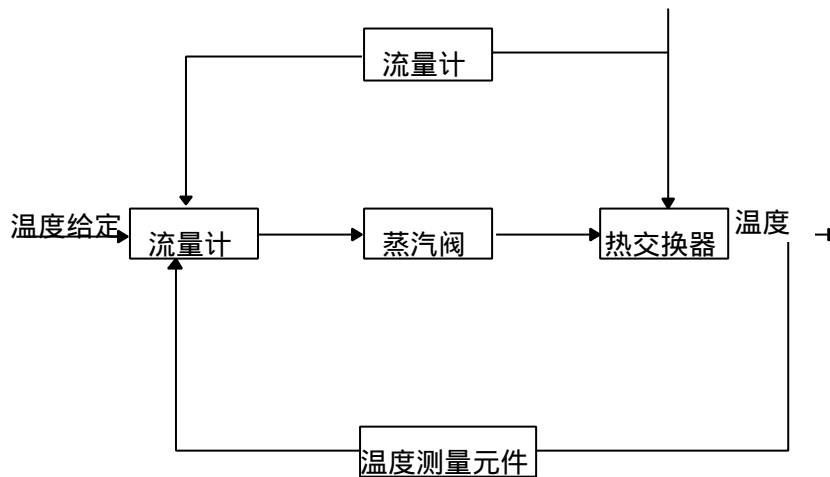 流量计
温度给定
流量计
蒸汽阀
热交换器
温度
温度测量元件